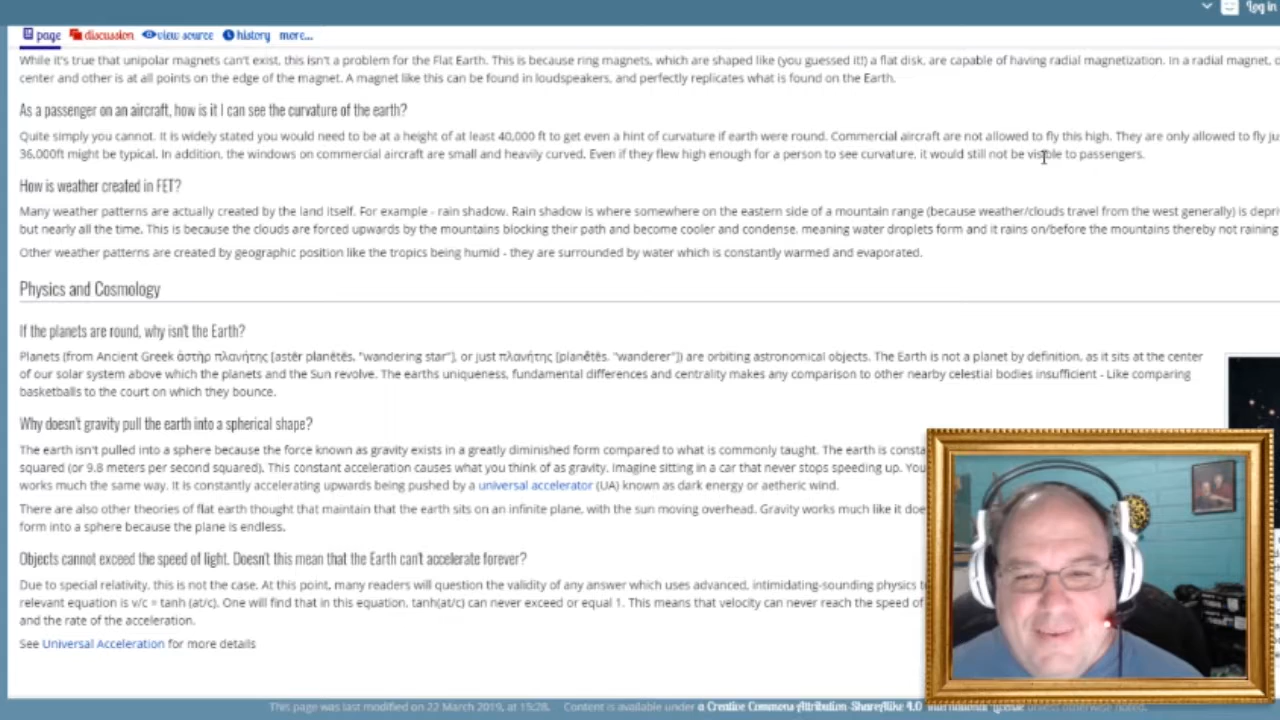 Log in
page discussion view source history more...
While it's true that unipolar magnets can't exist, this isn't a problem for the Flat Earth. This is because ring magnets, which are shaped like (you guessed it!) a flat disk, are capable of having radial magnetization. In a radial magnet,
center and other is at all points on the edge of the magnet. A magnet like this can be found in loudspeakers, and perfectly replicates what is found on the Earth.
As a passenger on an aircraft, how is it I can see the curvature of the earth?
Quite simply you cannot. It is widely stated you would need to be at a height of at least 40,000 ft to get even a hint of curvature if earth were round. Commercial aircraft are not allowed to fly this high. They are only allowed to fly
36,000ft might be typical. In addition, the windows on commercial aircraft are small and heavily curved. Even if they flew high enough for a person to see curvature, it would still not be visible to passengers.
How is weather created in FET?
Many weather patterns are actually created by the land itself. For example - rain shadow. Rain shadow is where somewhere on the eastern side of a mountain range (because weather/clouds travel from the west generally) is
but nearly all the time. This is because the clouds are forced upwards by the mountains blocking their path and become cooler and condense, meaning water droplets form and it rains on/before the mountains thereby not raining
Other weather patterns are created by geographic position like the tropics being humid - they are surrounded by water which is constantly warmed and evaporated.
Physics and Cosmology
If the planets are round, why isn't the Earth?
Planets (from Ancient Greek ἀστήρ πλανήτης [astēr planētēs, "wandering star"], or just πλανήτης [planētēs, "wanderer"]) are orbiting astronomical objects. The Earth is not a planet by definition, as it sits at the center
of our solar system above which the planets and the Sun revolve. The earths uniqueness, fundamental differences and centrality makes any comparison to other nearby celestial bodies insufficient - Like comparing
basketballs to the court on which they bounce.
Why doesn't gravity pull the earth into a spherical shape?
The earth isn't pulled into a sphere because the force known as gravity exists in a greatly diminished form compared to what is commonly taught. The earth is
squared (or 9.8 meters per second squared). This constant acceleration causes what you think of as gravity. Imagine sitting in a car that never stops speeding up. You
works much the same way. It is constantly accelerating upwards being pushed by a universal accelerator (UA) known as dark energy or aetheric wind.
There are also other theories of flat earth thought that maintain that the earth sits on an infinite plane, with the sun moving overhead. Gravity works much like it
form into a sphere because the plane is endless.
Objects cannot exceed the speed of light. Doesn't this mean that the Earth can't accelerate forever?
Due to special relativity, this is not the case. At this point, many readers will question the validity of any answer which uses advanced, intimidating-sounding physics
relevant equation is v/c = tanh (at/c). One will find that in this equation, tanh(at/c) can never exceed or equal 1. This means that velocity can never reach the speed of
and the rate of the acceleration.
See Universal Acceleration for more details
This page was last modified on 22 March 2019, at 15:28. Content is available under a Creative Commons Attribution-ShareAlike 4.0 International License unless otherwise noted.